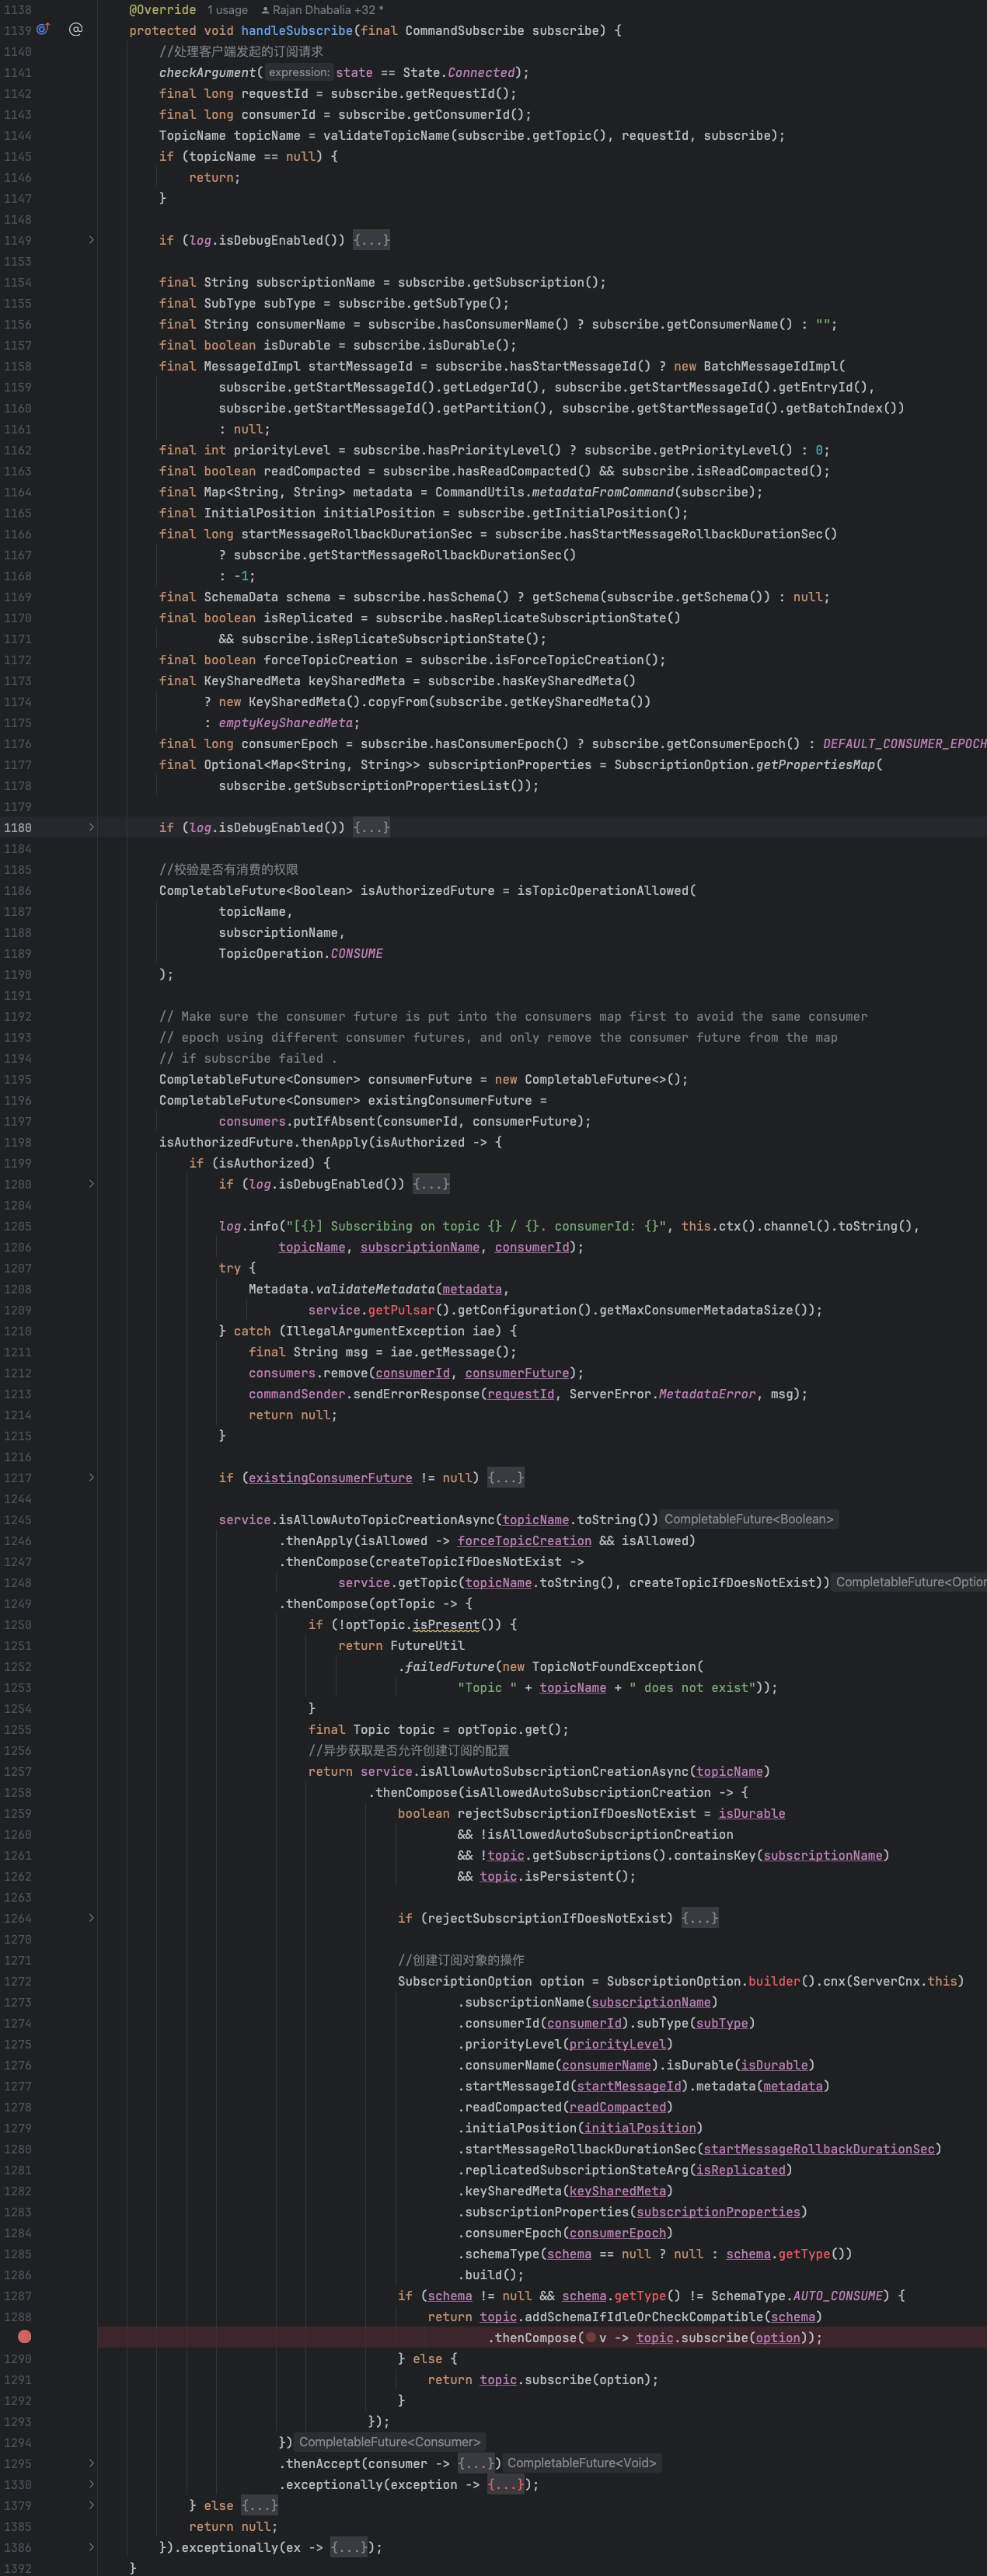 1138 @Override 1 usage Rajan Dhabalia +32 *
1139 protected void handleSubscribe(final CommandSubscribe subscribe) {
1140 //处理客户端发起的订阅请求
1141 checkArgument( expression: state == State.Connected);
1142 final long requestId = subscribe.getRequestId();
1143 final long consumerId = subscribe.getConsumerId();
1144 TopicName topicName = validateTopicName(subscribe.getTopic(), requestId, subscribe);
1145 if (topicName == null) {
1146 return;
1147 }
1148
1149 if (log.isDebugEnabled()) {...}
1153
1154 final String subscriptionName = subscribe.getSubscription();
1155 final SubType subType = subscribe.getSubType();
1156 final String consumerName = subscribe.hasConsumerName() ? subscribe.getConsumerName() : "";
1157 final boolean isDurable = subscribe.isDurable();
1158 final MessageIdImpl startMessageId = subscribe.hasStartMessageId() ? new BatchMessageIdImpl(
1159 subscribe.getStartMessageId().getLedgerId(), subscribe.getStartMessageId().getEntryId(),
1160 subscribe.getStartMessageId().getPartition(), subscribe.getStartMessageId().getBatchIndex())
1161 : null;
1162 final int priorityLevel = subscribe.hasPriorityLevel() ? subscribe.getPriorityLevel() : 0;
1163 final boolean readCompacted = subscribe.hasReadCompacted() && subscribe.isReadCompacted();
1164 final Map<String, String> metadata = CommandUtils.metadataFromCommand(subscribe);
1165 final InitialPosition initialPosition = subscribe.getInitialPosition();
1166 final long startMessageRollbackDurationSec = subscribe.hasStartMessageRollbackDurationSec()
1167 ? subscribe.getStartMessageRollbackDurationSec()
1168 : -1;
1169 final SchemaData schema = subscribe.hasSchema() ? getSchema(subscribe.getSchema()) : null;
1170 final boolean isReplicated = subscribe.hasReplicateSubscriptionState()
1171 && subscribe.isReplicateSubscriptionState();
1172 final boolean forceTopicCreation = subscribe.isForceTopicCreation();
1173 final KeySharedMeta keySharedMeta = subscribe.hasKeySharedMeta()
1174 ? new KeySharedMeta().copyFrom(subscribe.getKeySharedMeta())
1175 : emptyKeySharedMeta;
1176 final long consumerEpoch = subscribe.hasConsumerEpoch() ? subscribe.getConsumerEpoch() : DEFAULT_CONSUMER_EPOCH
1177 final Optional<Map<String, String>> subscriptionProperties = SubscriptionOption.getPropertiesMap(
1178 subscribe.getSubscriptionPropertiesList());
1179
1180 if (log.isDebugEnabled()) {...}
1184
1185 //校验是否有消费的权限
1186 CompletableFuture<Boolean> isAuthorizedFuture = isTopicOperationAllowed(
1187 topicName,
1188 subscriptionName,
1189 TopicOperation.CONSUME
1190 );
1191
1192 // Make sure the consumer future is put into the consumers map first to avoid the same consumer
1193 // epoch using different consumer futures, and only remove the consumer future from the map
1194 // if subscribe failed .
1195 CompletableFuture<Consumer> consumerFuture = new CompletableFuture<>();
1196 CompletableFuture<Consumer> existingConsumerFuture =
1197 consumers.putIfAbsent(consumerId, consumerFuture);
1198 isAuthorizedFuture.thenApply(isAuthorized -> {
1199 if (isAuthorized) {
1200 if (log.isDebugEnabled()) {...}
1204
1205 log.info("[{}] Subscribing on topic {} / {}. consumerId: {}", this.ctx().channel().toString(),
1206 topicName, subscriptionName, consumerId);
1207 try {
1208 Metadata.validateMetadata(metadata,
1209 service.getPulsar().getConfiguration().getMaxConsumerMetadataSize());
1210 } catch (IllegalArgumentException iae) {
1211 final String msg = iae.getMessage();
1212 consumers.remove(consumerId, consumerFuture);
1213 commandSender.sendErrorResponse(requestId, ServerError.MetadataError, msg);
1214 return null;
1215 }
1216
1217 if (existingConsumerFuture != null) {...}
1244
1245 service.isAllowAutoTopicCreationAsync(topicName.toString()) CompletableFuture<Boolean>
1246 .thenApply(isAllowed -> forceTopicCreation && isAllowed)
1247 .thenCompose(createTopicIfDoesNotExist ->
1248 service.getTopic(topicName.toString(), createTopicIfDoesNotExist)) CompletableFuture<Option
1249 .thenCompose(optTopic -> {
1250 if (!optTopic.isPresent()) {
1251 return FutureUtil
1252 .failedFuture(new TopicNotFoundException(
1253 "Topic " + topicName + " does not exist"));
1254 }
1255 final Topic topic = optTopic.get();
1256 //异步获取是否允许创建订阅的配置
1257 return service.isAllowAutoSubscriptionCreationAsync(topicName)
1258 .thenCompose(isAllowedAutoSubscriptionCreation -> {
1259 boolean rejectSubscriptionIfDoesNotExist = isDurable
1260 && !isAllowedAutoSubscriptionCreation
1261 && !topic.getSubscriptions().containsKey(subscriptionName)
1262 && topic.isPersistent();
1263
1264 if (rejectSubscriptionIfDoesNotExist) {...}
1270
1271 //创建订阅对象的操作
1272 SubscriptionOption option = SubscriptionOption.builder().cnx(ServerCnx.this)
1273 .subscriptionName(subscriptionName)
1274 .consumerId(consumerId).subType(subType)
1275 .priorityLevel(priorityLevel)
1276 .consumerName(consumerName).isDurable(isDurable)
1277 .startMessageId(startMessageId).metadata(metadata)
1278 .readCompacted(readCompacted)
1279 .initialPosition(initialPosition)
1280 .startMessageRollbackDurationSec(startMessageRollbackDurationSec)
1281 .replicatedSubscriptionStateArg(isReplicated)
1282 .keySharedMeta(keySharedMeta)
1283 .subscriptionProperties(subscriptionProperties)
1284 .consumerEpoch(consumerEpoch)
1285 .schemaType(schema == null ? null : schema.getType())
1286 .build();
1287 if (schema != null && schema.getType() != SchemaType.AUTO_CONSUME) {
1288 return topic.addSchemaIfIdleOrCheckCompatible(schema)
.thenCompose( v -> topic.subscribe(option));
1290 } else {
1291 return topic.subscribe(option);
1292 }
1293 });
1294 }) CompletableFuture<Consumer>
1295 .thenAccept(consumer -> {...}) CompletableFuture<Void>
1330 .exceptionally(exception -> {...});
1379 } else {...}
1385 return null;
1386 }).exceptionally(ex -> {...});
1392 }